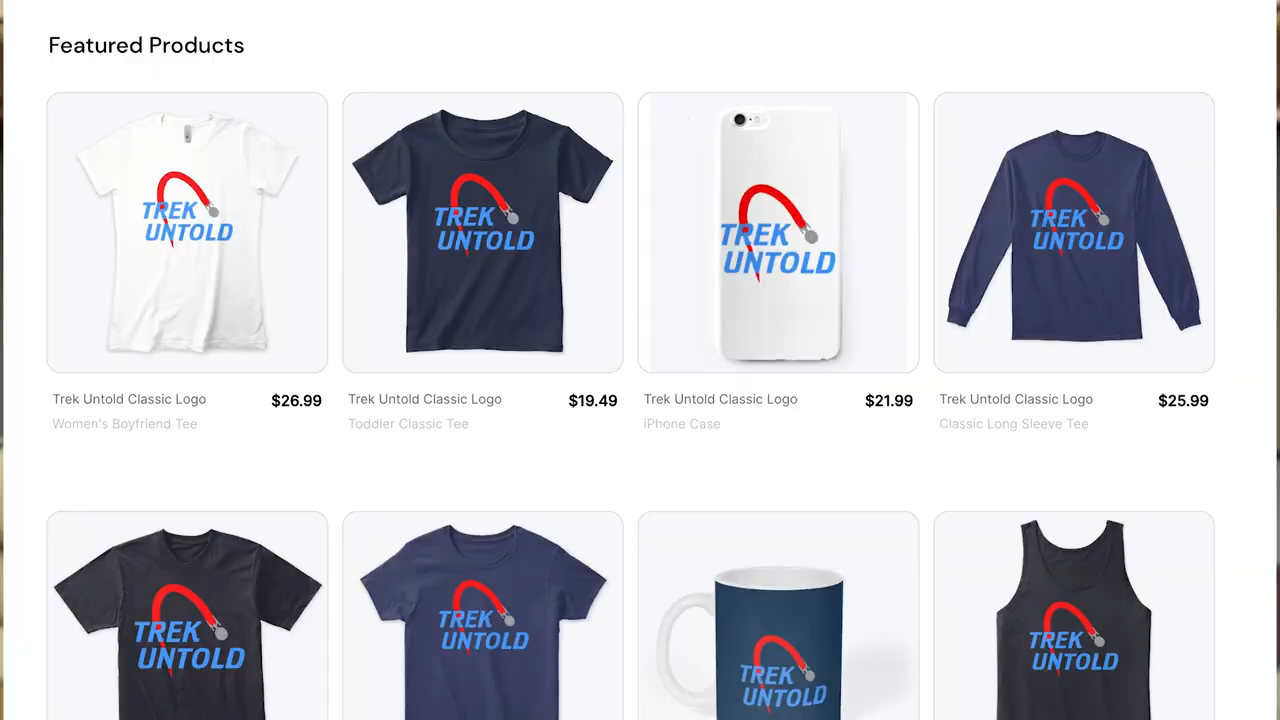 Featured Products
TREK
UNTOLD
TREK
UNTOLD
TREK
UNTOLD
TREK
UNTOLD
Trek Untold Classic Logo $26.99
Women's Boyfriend Tee
Trek Untold Classic Logo $19.49
Toddler Classic Tee
Trek Untold Classic Logo $21.99
iPhone Case
Trek Untold Classic Logo $25.99
Classic Long Sleeve Tee
TREK
UNTOLD
TREK
UNTOLD
TREK
UNTOLD
TREK
UNTOLD